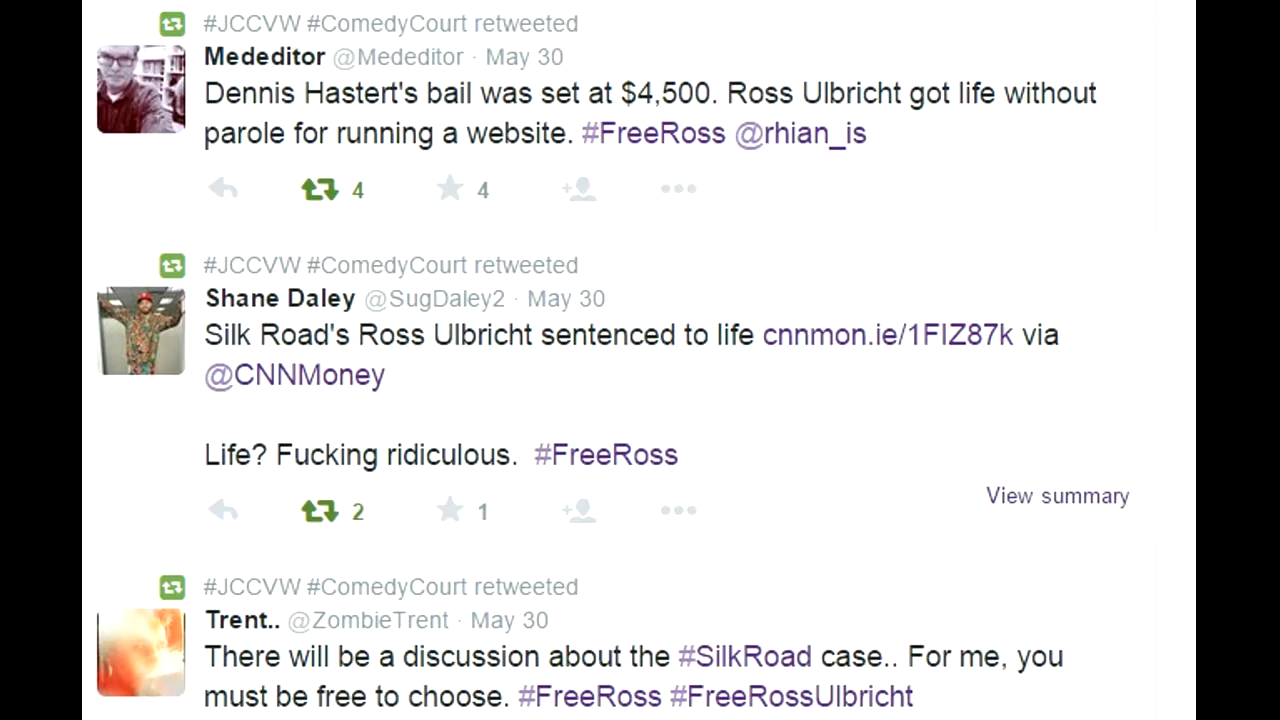 #JCCVW #ComedyCourt retweeted
Mededitor @Mededitor · May 30
Dennis Hastert's bail was set at $4,500. Ross Ulbricht got life without
parole for running a website. #FreeRoss @rhian_is
4 4
#JCCVW #ComedyCourt retweeted
Shane Daley @SugDaley2 · May 30
Silk Road's Ross Ulbricht sentenced to life cnnmon.ie/1FIZ87k via
@CNNMoney
Life? Fucking ridiculous. #FreeRoss
View summary
2 1
#JCCVW #ComedyCourt retweeted
Trent.. @ZombieTrent · May 30
There will be a discussion about the #SilkRoad case.. For me, you
must be free to choose. #FreeRoss #FreeRossUlbricht